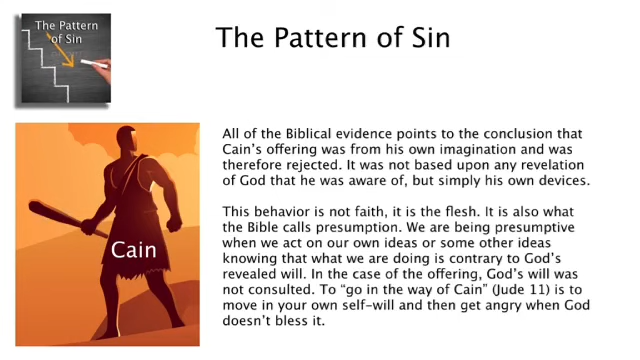 The Pattern
of Sin
The Pattern of Sin
Cain
All of the Biblical evidence points to the conclusion that
Cain's offering was from his own imagination and was
therefore rejected. It was not based upon any revelation
of God that he was aware of, but simply his own devices.
This behavior is not faith, it is the flesh. It is also what
the Bible calls presumption. We are being presumptive
when we act on our own ideas or some other ideas
knowing that what we are doing is contrary to God's
revealed will. In the case of the offering, God's will was
not consulted. To “go in the way of Cain” (Jude 11) is to
move in your own self-will and then get angry when God
doesn't bless it.